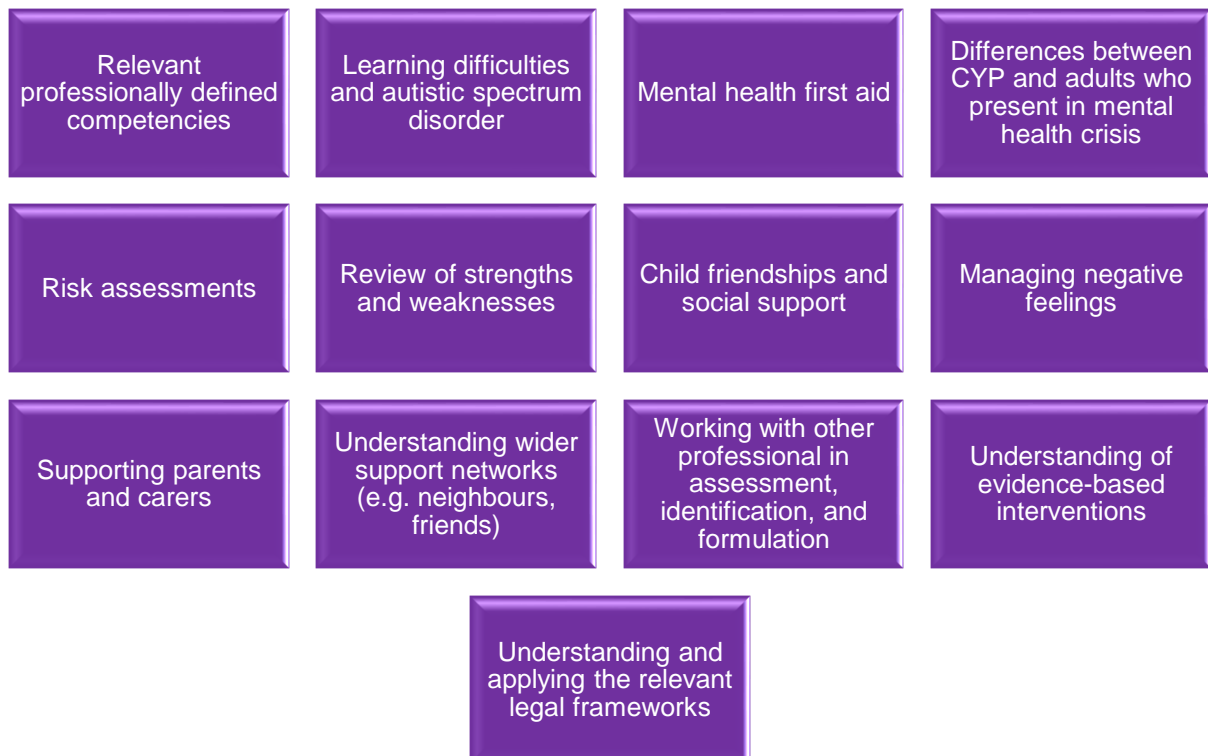 Relevant
professionally defined
competencies
Learning difficulties
and autistic spectrum
disorder
Mental health first aid
Differences between
CYP and adults who
present in mental
health crisis
Risk assessments
Review of strengths
and weaknesses
Child friendships and
social support
Managing negative
feelings
Supporting parents
and carers
Understanding wider
support networks
(e.g. neighbours,
friends)
Working with other
professional in
assessment,
identification, and
formulation
Understanding of
evidence-based
interventions
Understanding and
applying the relevant
legal frameworks